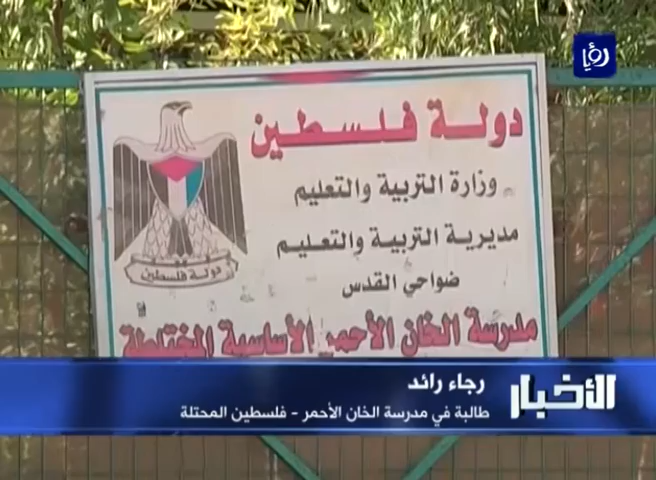 رؤيا
دولة فلسطين
وزارة التربية والتعليم
مديرية التربية والتعليم
ضواحي القدس
دولة فلسطين
مدرسة الخان الأحمر الأساسية المختلطة
الأخبار
رجاء رائد
طالبة في مدرسة الخان الأحمر - فلسطين المحتلة